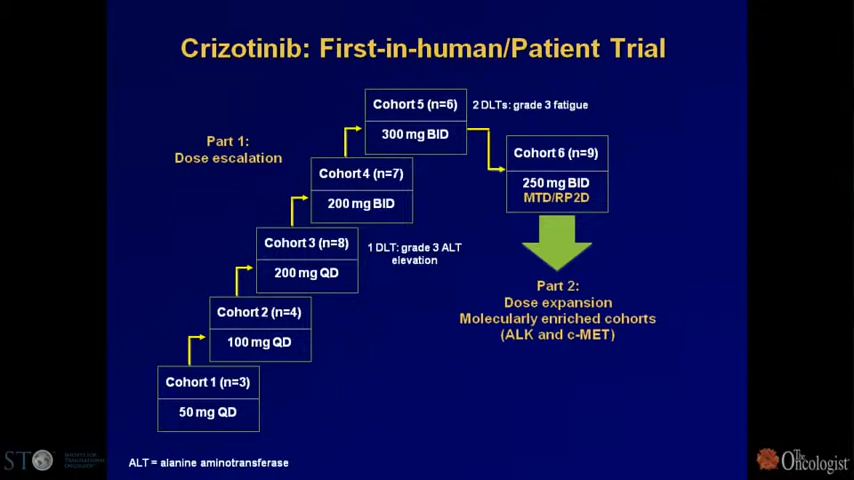 Crizotinib: First-in-human/Patient Trial
Part 1:
Dose escalation
Cohort 5 (n=6)
300 mg BID
2 DLTs: grade 3 fatigue
Cohort 6 (n=9)
250 mg BID
MTD/RP2D
Cohort 4 (n=7)
200 mg BID
Cohort 3 (n=8)
200 mg QD
1 DLT: grade 3 ALT
elevation
Cohort 2 (n=4)
100 mg QD
Cohort 1 (n=3)
50 mg QD
Part 2:
Dose expansion
Molecularly enriched cohorts
(ALK and c-MET)
ALT = alanine aminotransferase
STO
The
Oncologist